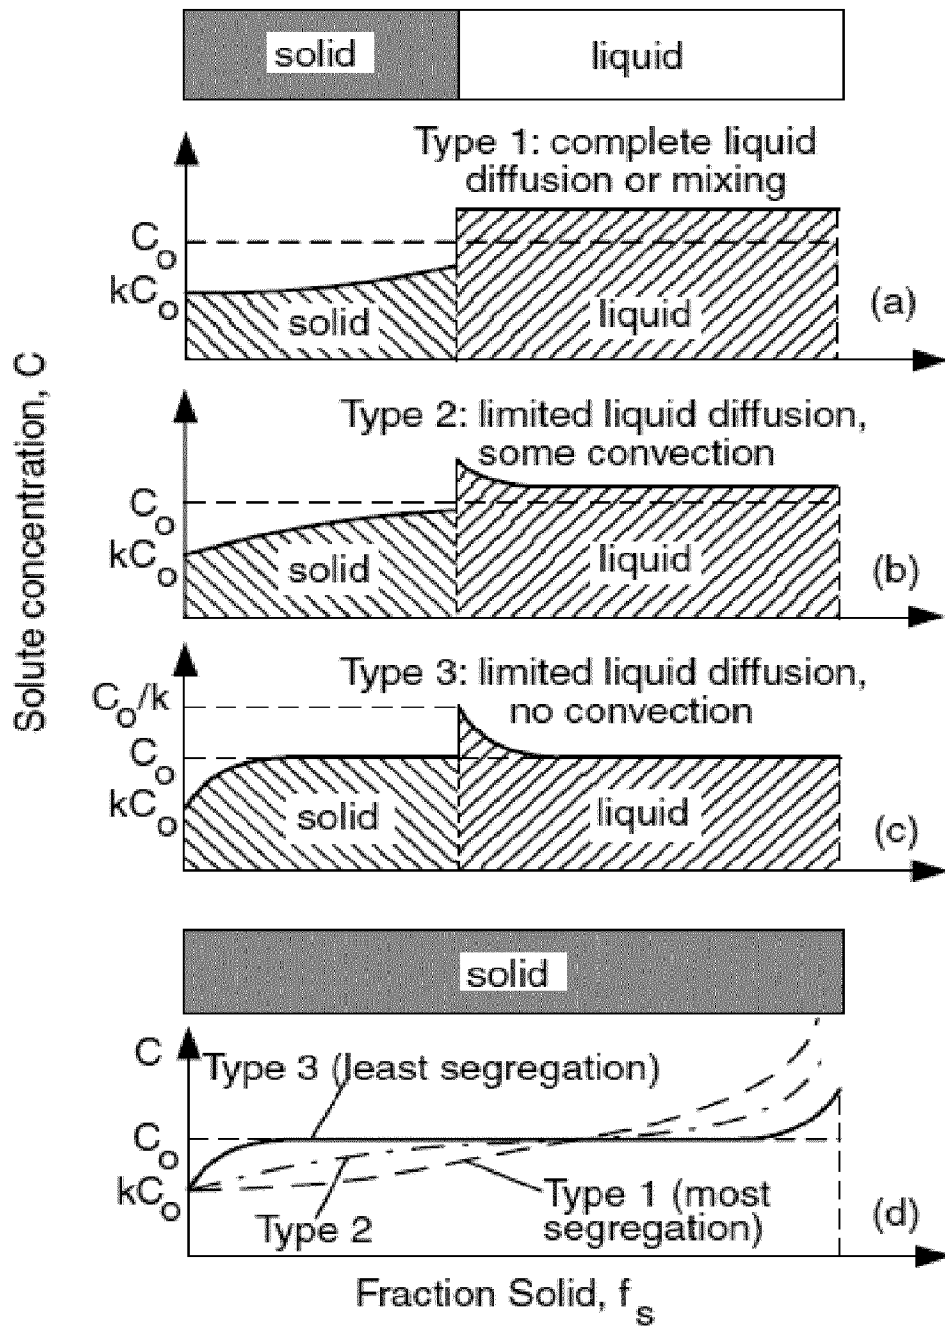 solid
liquid
Type 1: complete liquid
diffusion or mixing
Co
kCo
solid
liquid
(a)
Solute concentration, C
Type 2: limited liquid diffusion,
some convection
Co
kCo
solid
liquid
(b)
Type 3: limited liquid diffusion,
no convection
Co/k
Co
kCo
solid
liquid
(c)
solid
C
Type 3 (least segregation)
Co
kCo
Type 2
Type 1 (most
segregation)
(d)
Fraction Solid, fs